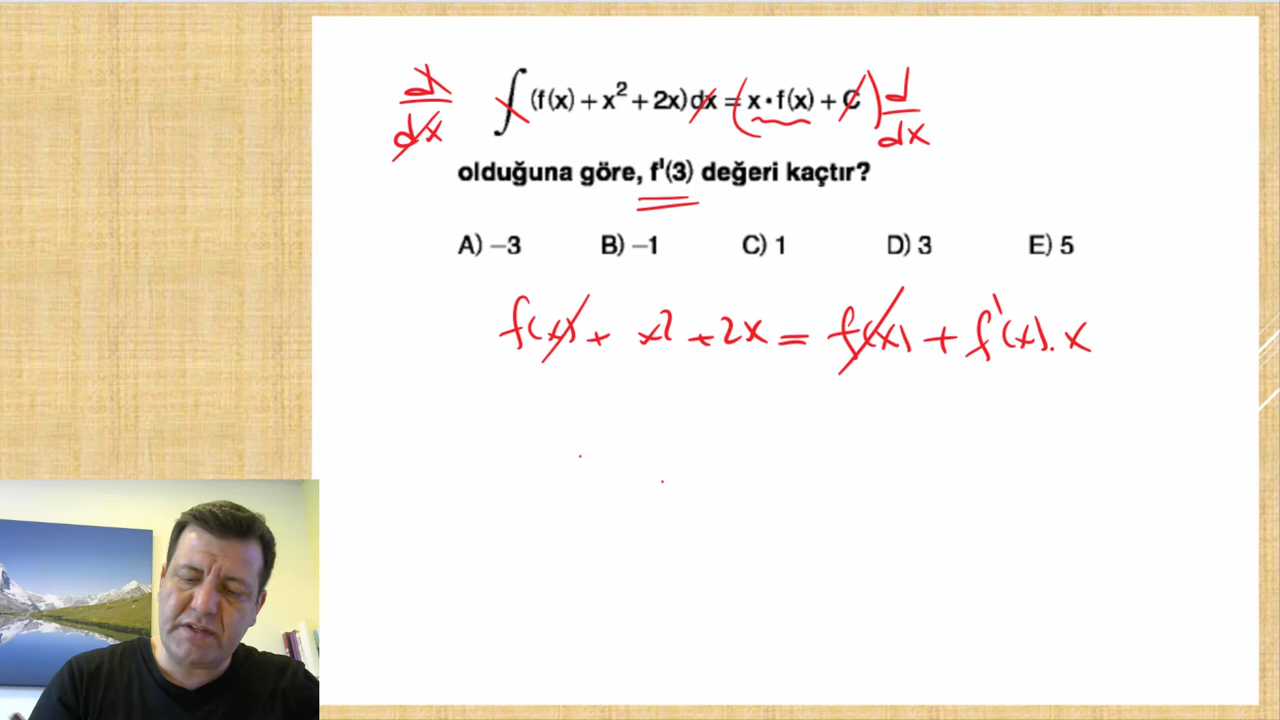 d/dx ∫(f(x) + x² + 2x)dx = (x • f(x) + C) d/dx
olduğuna göre, f'(3) değeri kaçtır?
A) –3 B) –1 C) 1 D) 3 E) 5
f(x) + x² + 2x = f(x) + f'(x). x